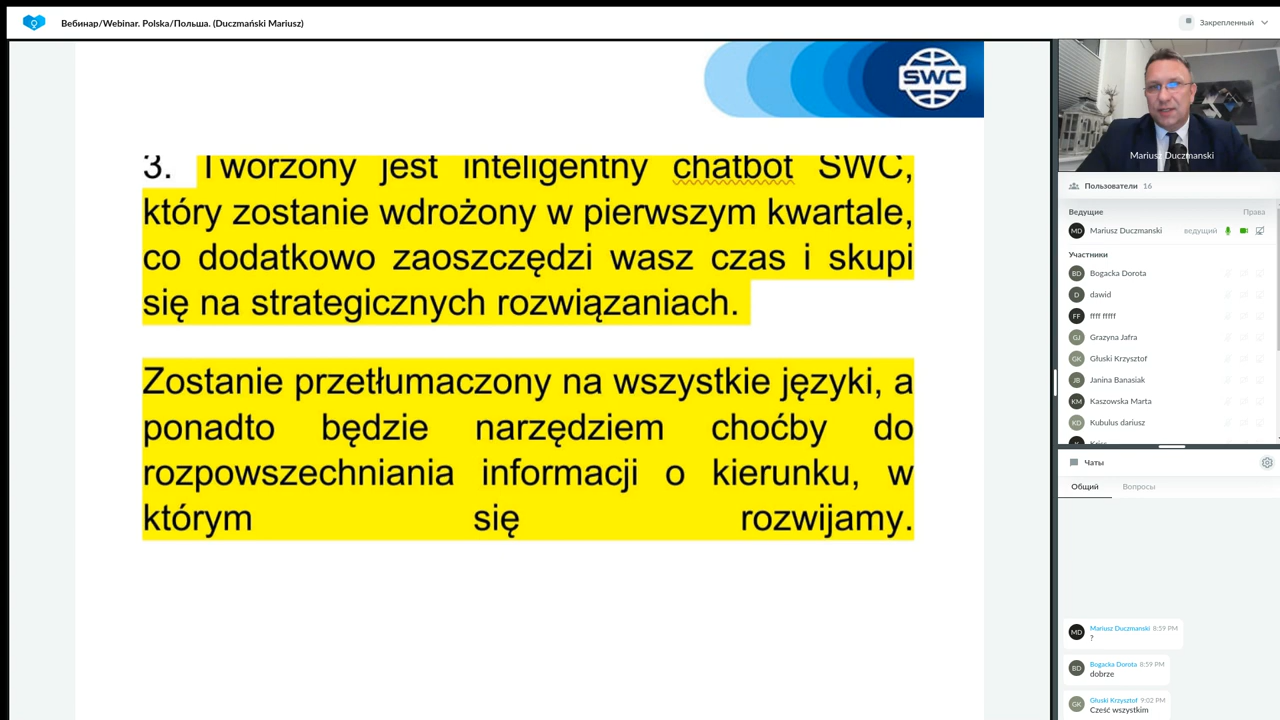 Вебинар/Webinar. Polska/Польша. (Duczmański Mariusz)
Закрепленный
SWC
3. Tworzony jest inteligentny chatbot SWC,
który zostanie wdrożony w pierwszym kwartale,
co dodatkowo zaoszczędzi wasz czas i skupi
się na strategicznych rozwiązaniach.
Zostanie przetłumaczony na wszystkie języki, a
ponadto będzie narzędziem choćby do
rozpowszechniania informacji o kierunku, w
którym się rozwijamy.
Mariusz Duczmanski
Пользователи 16
Ведущие Права
MD Mariusz Duczmanski ведущий
Участники
BD Bogacka Dorota
D dawid
FF ffff fffff
GJ Grazyna Jafra
GK Głuski Krzysztof
JB Janina Banasiak
KM Kaszowska Marta
KD Kubulus dariusz
Чаты
Общий Вопросы
MD Mariusz Duczmanski 8:59 PM
?
BD Bogacka Dorota 8:59 PM
dobrze
GK Głuski Krzysztof 9:02 PM
Cześć wszystkim